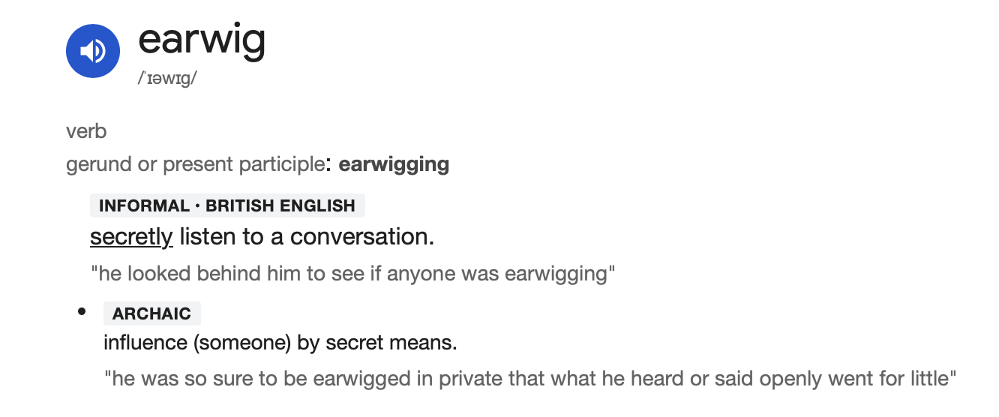 earwig
/ˈɪəwɪɡ/
verb
gerund or present participle: earwigging
INFORMAL • BRITISH ENGLISH
secretly listen to a conversation.
"he looked behind him to see if anyone was earwigging"
• ARCHAIC
influence (someone) by secret means.
"he was so sure to be earwigged in private that what he heard or said openly went for little"